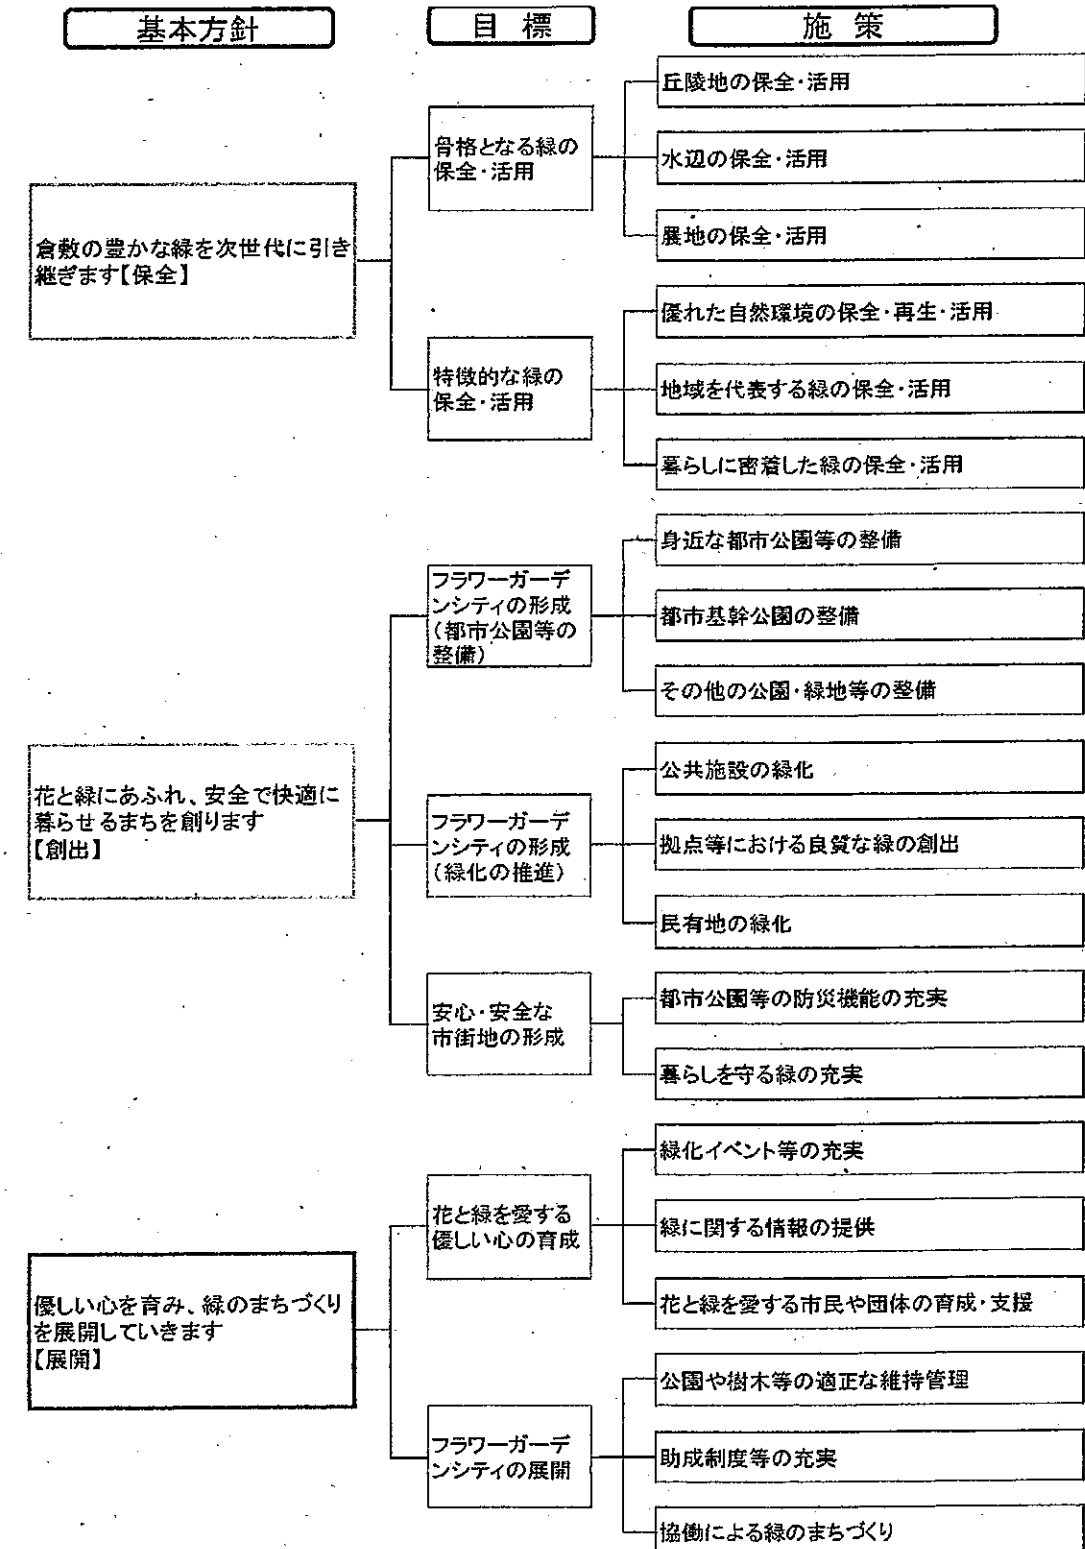 基本方針
目標
施策
倉敷の豊かな緑を次世代に引き
継ぎます【保全】
骨格となる緑の
保全・活用
丘陵地の保全・活用
水辺の保全・活用
農地の保全・活用
特徴的な緑の
保全・活用
優れた自然環境の保全・再生・活用
地域を代表する緑の保全・活用
暮らしに密着した緑の保全・活用
花と緑にあふれ、安全で快適に
暮らせるまちを創ります
【創出】
フラワーガーデ
ンシティの形成
(都市公園等の
整備)
身近な都市公園等の整備
都市基幹公園の整備
その他の公園・緑地等の整備
フラワーガーデ
ンシティの形成
(緑化の推進)
公共施設の緑化
拠点等における良質な緑の創出
民有地の緑化
安心・安全な
市街地の形成
都市公園等の防災機能の充実
暮らしを守る緑の充実
優しい心を育み、緑のまちづくり
を展開していきます
【展開】
花と緑を愛する
優しい心の育成
緑化イベント等の充実
緑に関する情報の提供
花と緑を愛する市民や団体の育成・支援
フラワーガーデ
ンシティの展開
公園や樹木等の適正な維持管理
助成制度等の充実
協働による緑のまちづくり